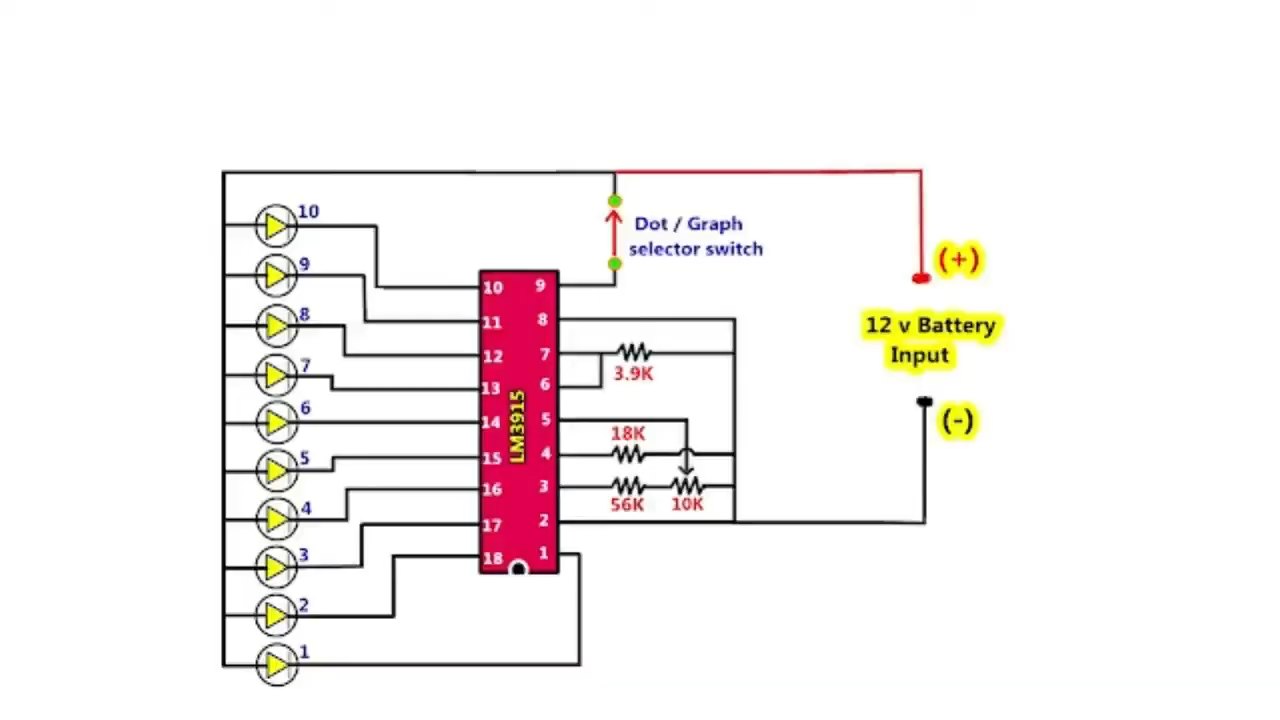 10
9
8
7
6
5
4
3
2
1
Dot / Graph
selector switch
10 9
11 8
12 7
13 6
14 5
15 4
16 3
17 2
18 1
LM3915
3.9K
18K
56K 10K
(+)
12 v Battery
Input
(-)